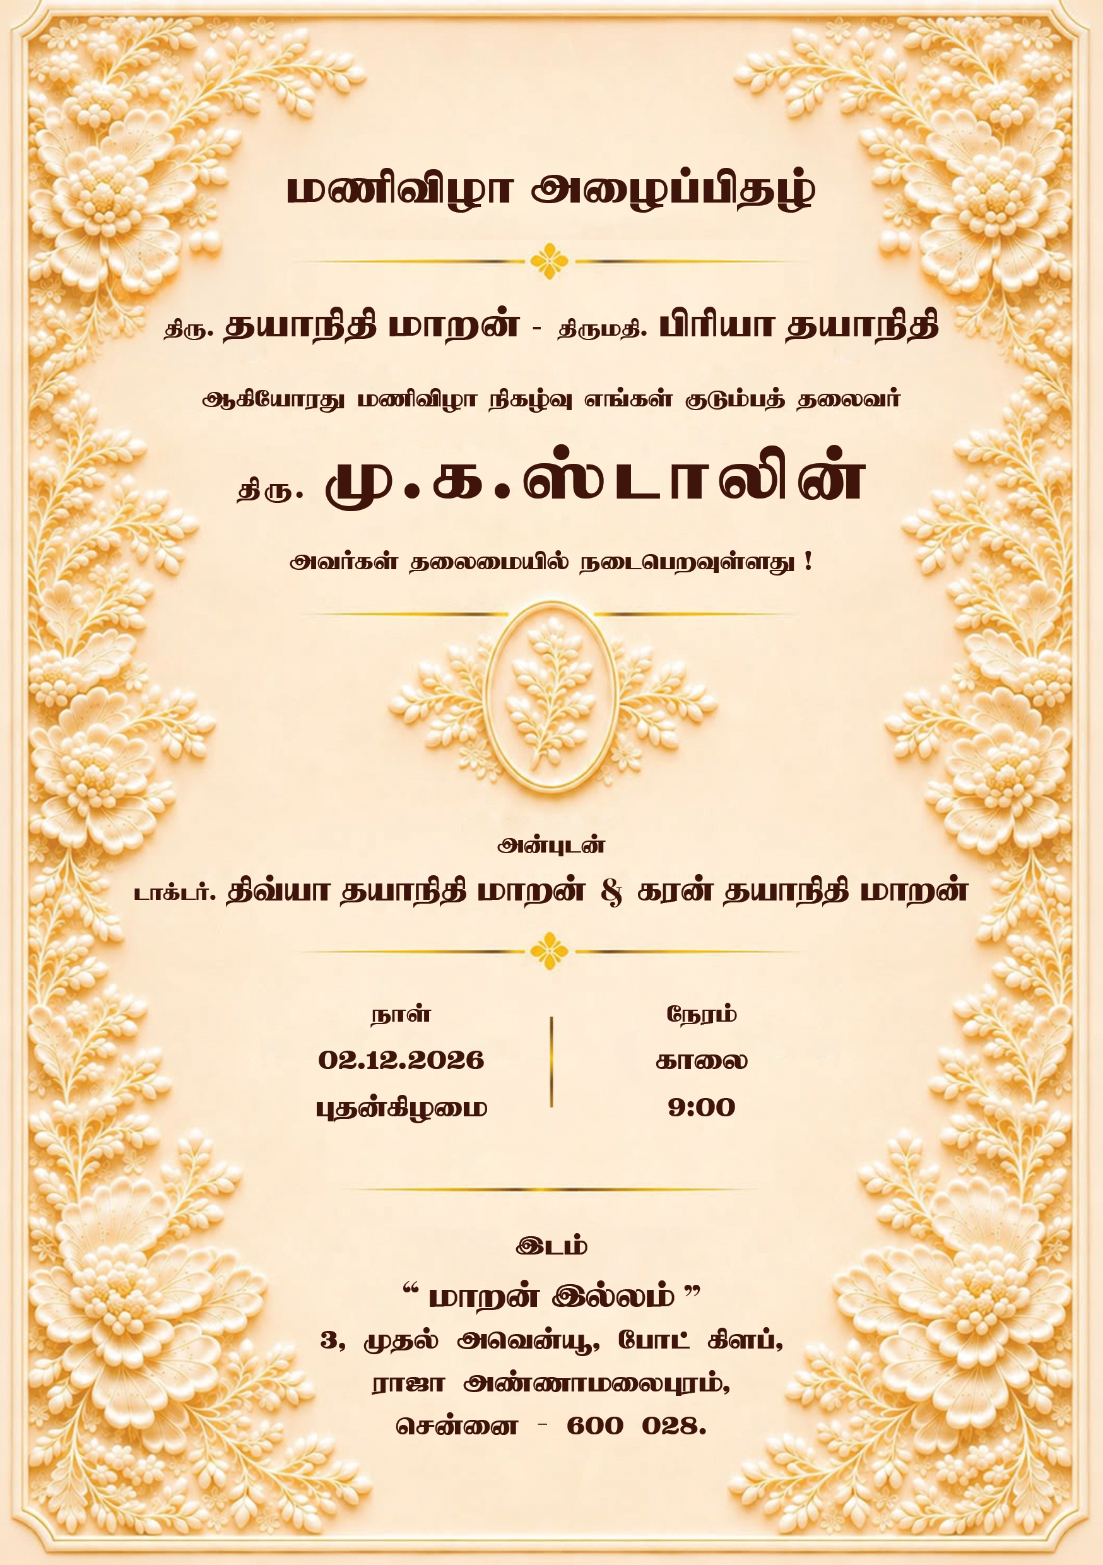 மணிவிழா அழைப்பிதழ்
திரு. தயாநிதி மாறன் - திருமதி. பிரியா தயாநிதி
ஆகியோரது மணிவிழா நிகழ்வு எங்கள் குடும்பத் தலைவர்
திரு. மு.க.ஸ்டாலின்
அவர்கள் தலைமையில் நடைபெறவுள்ளது !
அன்புடன்
டாக்டர். திவ்யா தயாநிதி மாறன் & கரன் தயாநிதி மாறன்
நாள்
02.12.2026
புதன்கிழமை
நேரம்
காலை
9:00
இடம்
“ மாறன் இல்லம் ”
3, முதல் அவென்யூ, போட் கிளப்,
ராஜா அண்ணாமலைபுரம்,
சென்னை - 600 028.